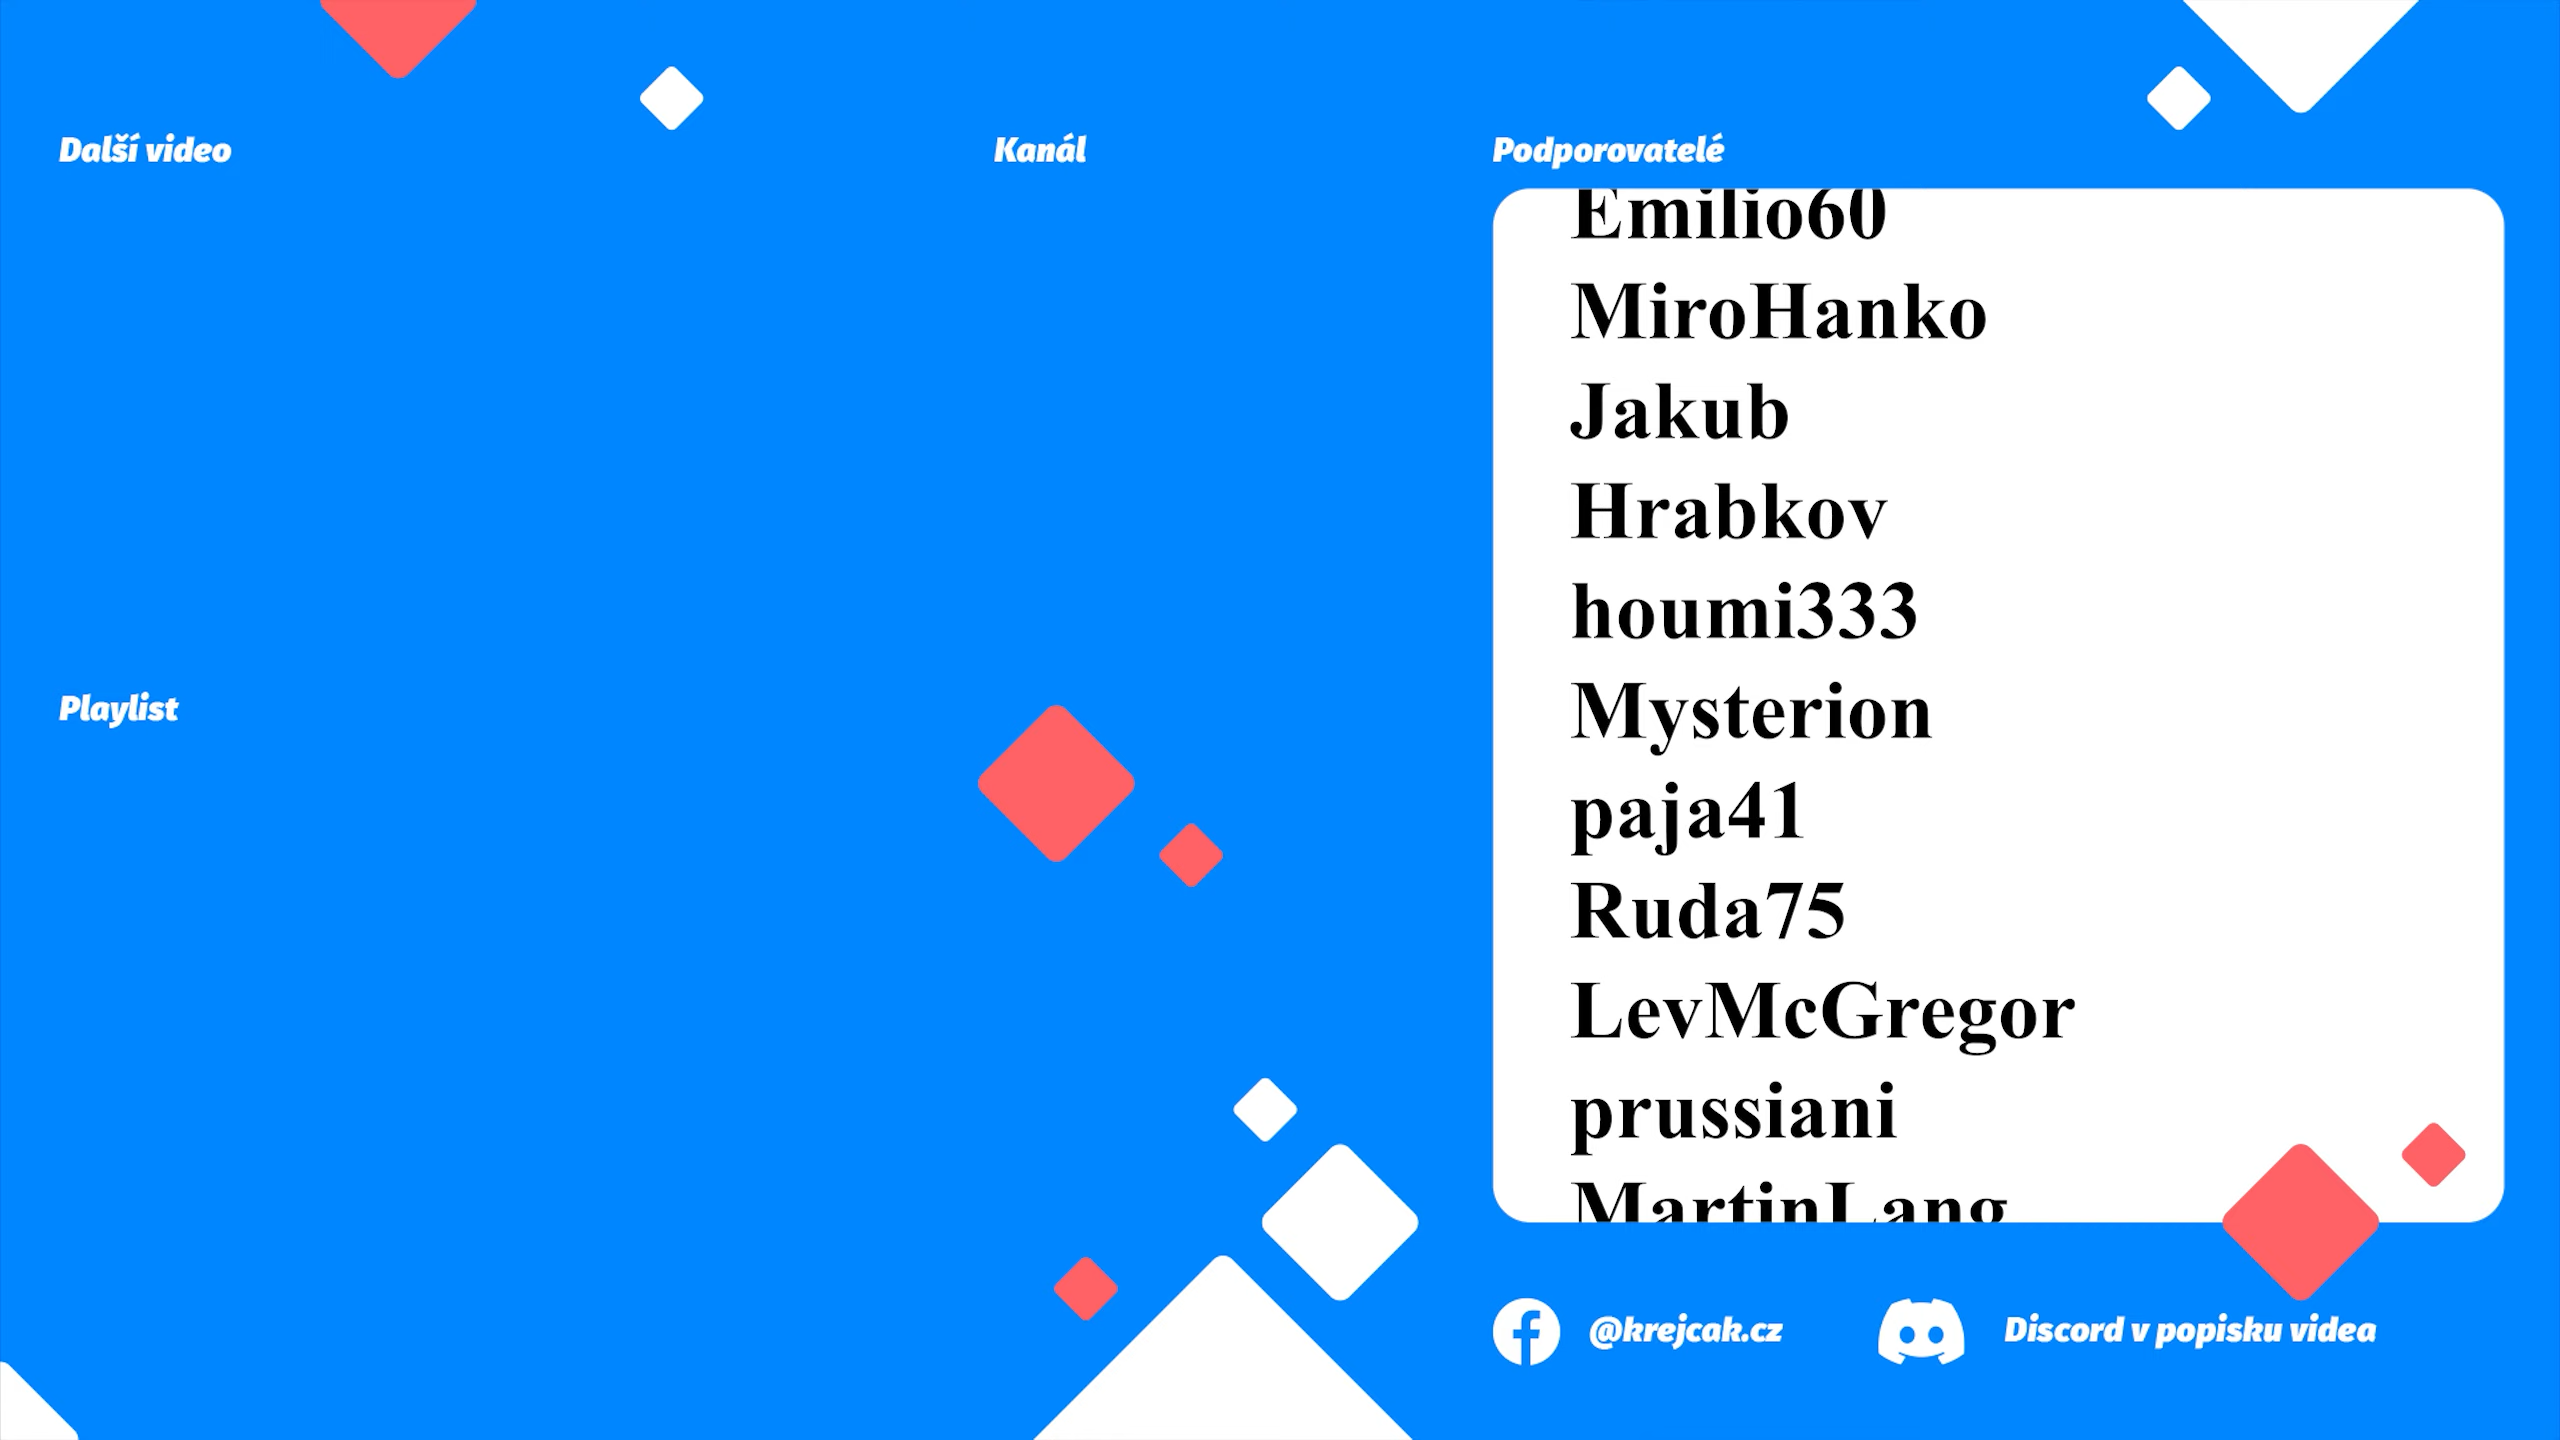 Další video
Kanál
Podporovatelé
Emilio60
MiroHanko
Jakub
Hrabkov
houmi333
Mysterion
paja41
Ruda75
LevMcGregor
prussiani
MartinLang
Playlist
@krejcak.cz
Discord v popisku videa